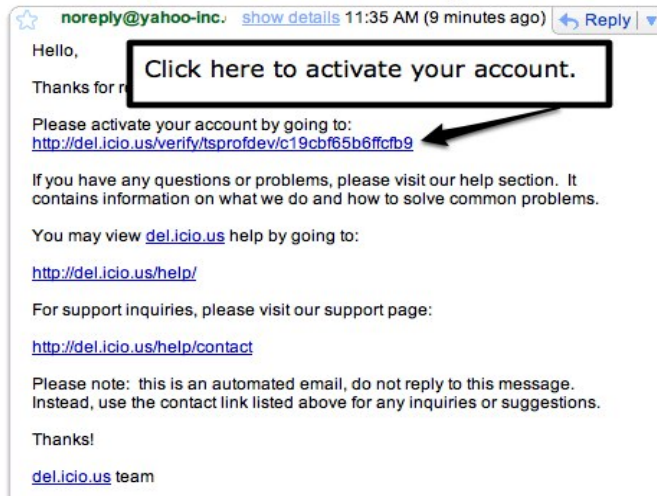 noreply@yahoo-inc. show details 11:35 AM (9 minutes ago) Reply
Hello,
Click here to activate your account.
Thanks for
Please activate your account by going to:
http://del.icio.us/verify/tsprofdev/c19cbf65b6ffcfb9
If you have any questions or problems, please visit our help section. It
contains information on what we do and how to solve common problems.
You may view del.icio.us help by going to:
http://del.icio.us/help/
For support inquiries, please visit our support page:
http://del.icio.us/help/contact
Please note: this is an automated email, do not reply to this message.
Instead, use the contact link listed above for any inquiries or suggestions.
Thanks!
del.icio.us team